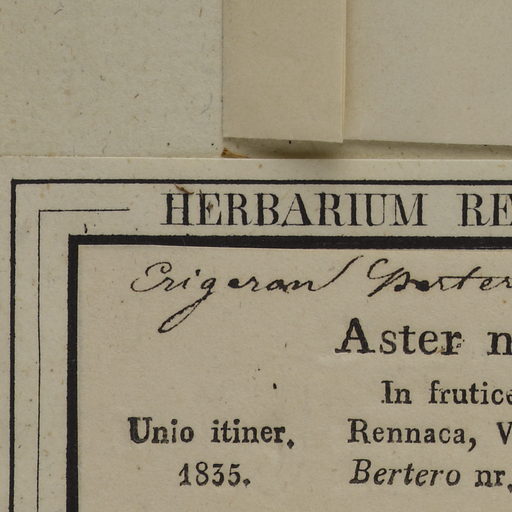 HERBARIUM RE
Erigeron Berter
Aster n
In frutice
Unio itiner. Rennaca, V
1835. Bertero nr.